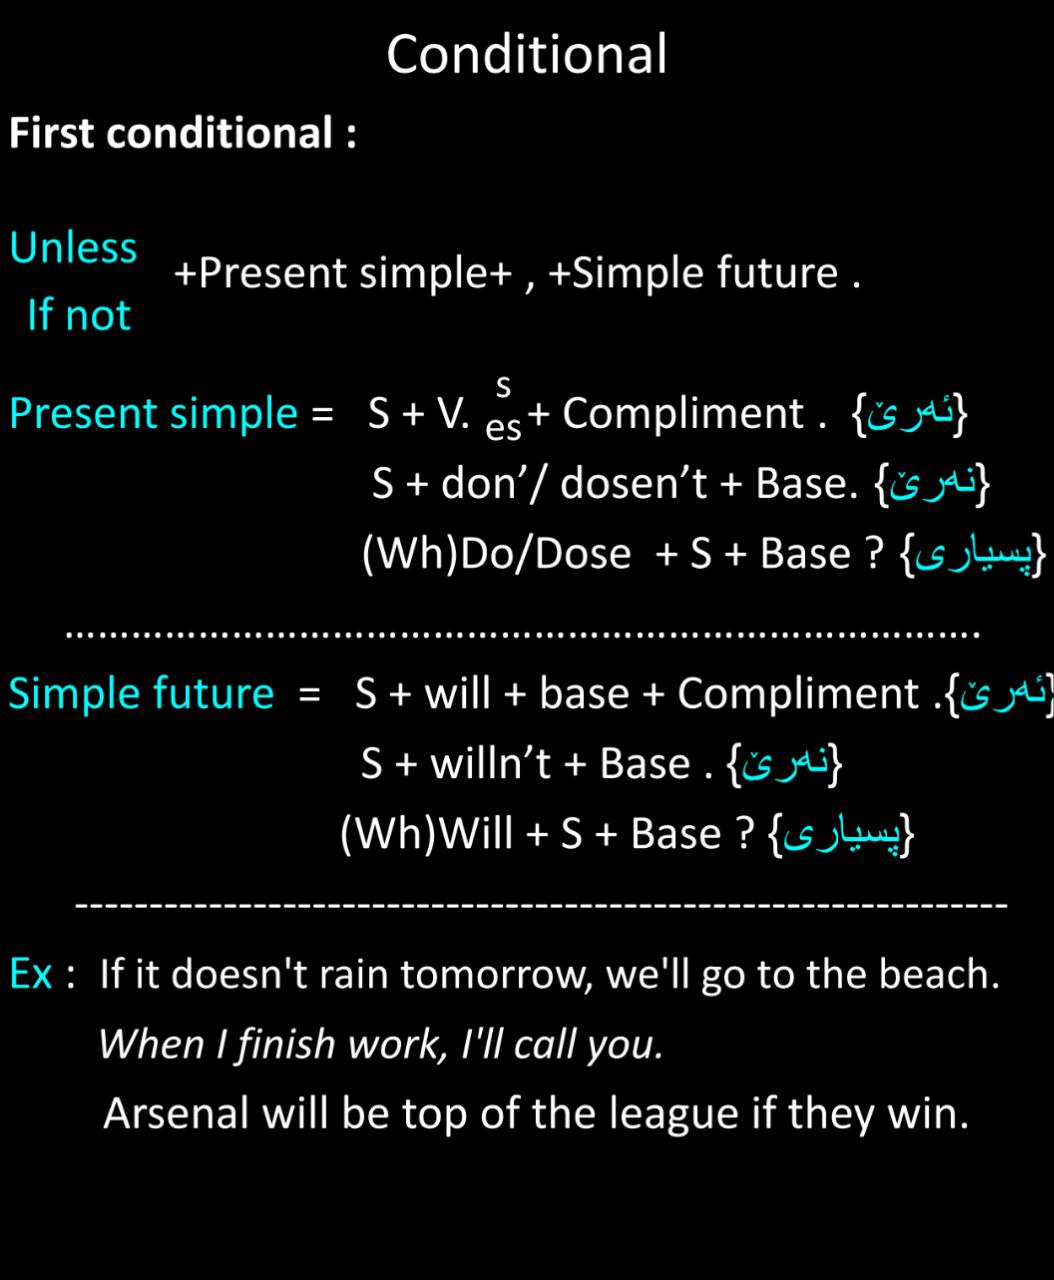 Conditional
First conditional :
Unless
+Present simple+ , +Simple future .
If not
Present simple = S + V. s es + Compliment . {ئەرێ}
S + don’/ dosen’t + Base. {نەرێ}
(Wh)Do/Dose + S + Base ? {پسیاری}
....................................................................................
Simple future = S + will + base + Compliment .{ئەرێ}
S + willn’t + Base . {نەرێ}
(Wh)Will + S + Base ? {پسیاری}
---------------------------------------------------------------
Ex : If it doesn't rain tomorrow, we'll go to the beach.
When I finish work, I'll call you.
Arsenal will be top of the league if they win.